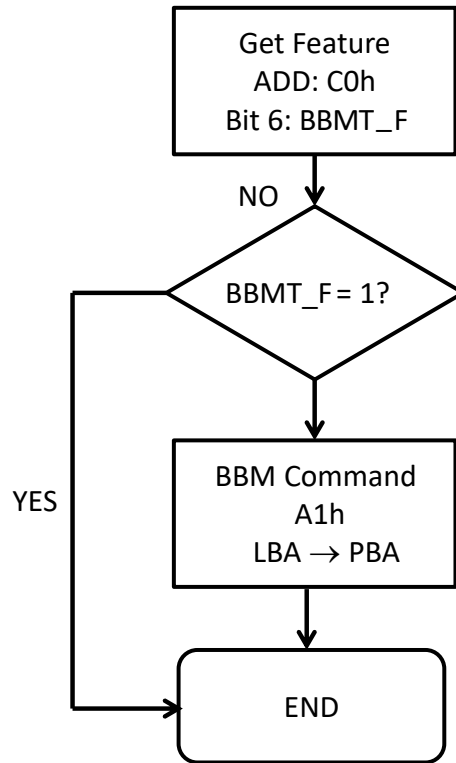 Get Feature
ADD: C0h
Bit 6: BBMT_F
NO
BBMT_F = 1?
BBM Command
A1h
LBA → PBA
YES
END